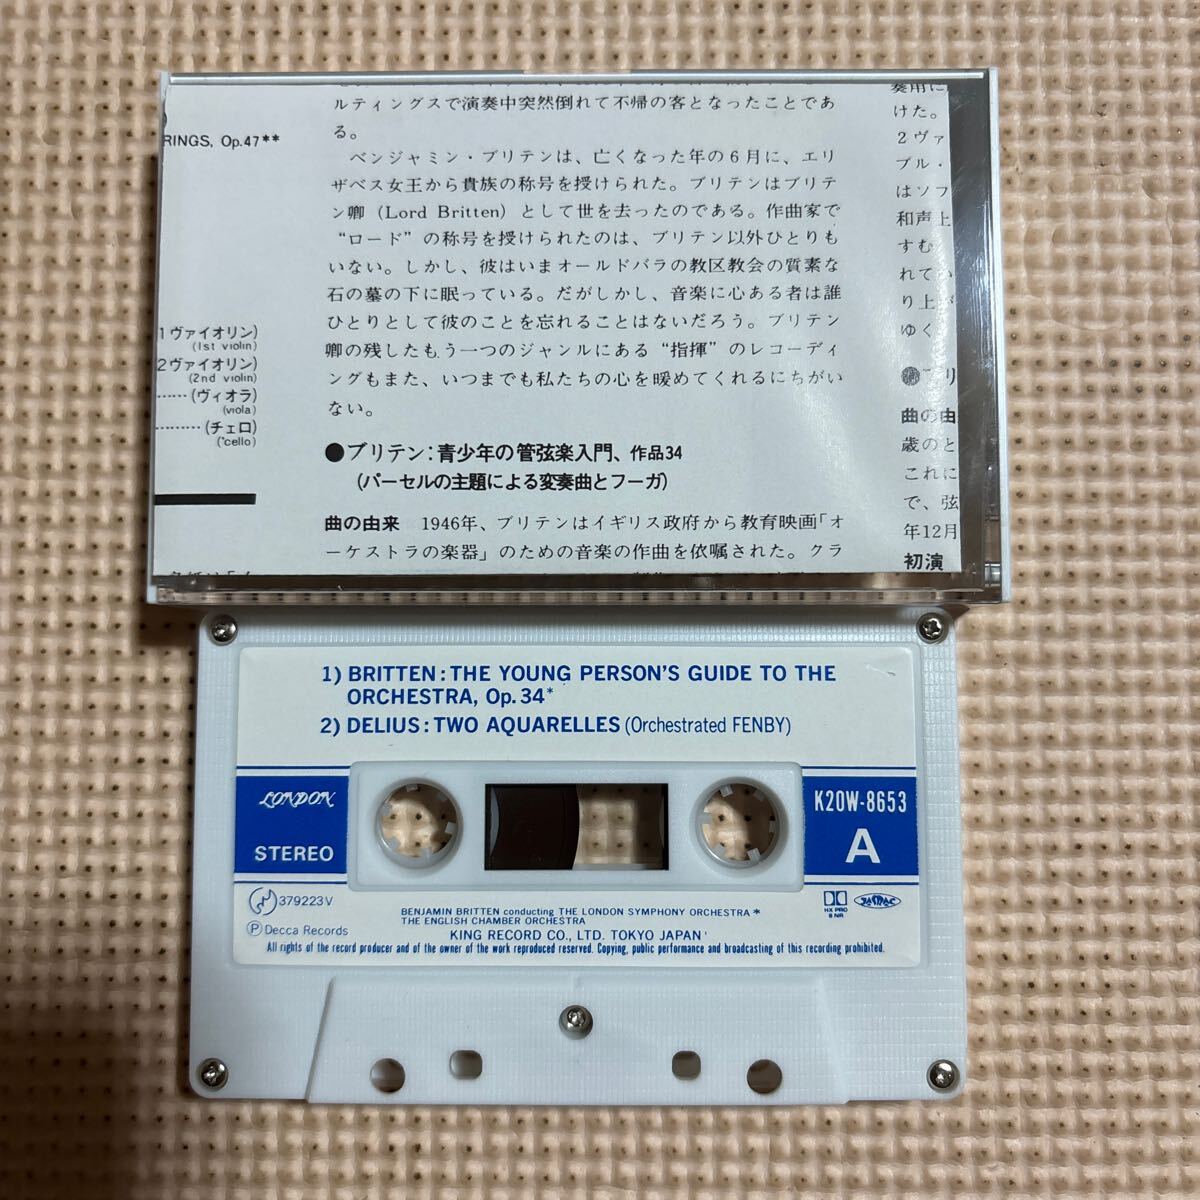 RINGS, Op.47**
1ヴァイオリン)
(1st violin)
2ヴァイオリン)
(2nd violin)
………(ヴィオラ)
(viola)
………(チェロ)
('cello)
ルティングスで演奏中突然倒れて不帰の客となったことであ
る。
ベンジャミン・ブリテンは、亡くなった年の6月に、エリ
ザベス女王から貴族の称号を授けられた。ブリテンはブリテ
ン卿（Lord Britten）として世を去ったのである。作曲家で
“ロード”の称号を授けられたのは、ブリテン以外ひとりも
いない。しかし、彼はいまオールドバラの教区教会の質素な
石の墓の下に眠っている。だがしかし、音楽に心ある者は誰
ひとりとして彼のことを忘れることはないだろう。ブリテン
卿の残したもう一つのジャンルにある“指揮”のレコーディ
ングもまた、いつまでも私たちの心を暖めてくれるにちがい
ない。
●ブリテン：青少年の管弦楽入門、作品34
(パーセルの主題による変奏曲とフーガ)
曲の由来 1946年、ブリテンはイギリス政府から教育映画「オ
ーケストラの楽器」のための音楽の作曲を依嘱された。クラ
奏用に
けた。
2ヴァ
ブル・
はソフ
和声上
すむ
れてい
り上が
ゆく
曲の由
歳のと
これに
で、弦
年12月
初演
1) BRITTEN : THE YOUNG PERSON'S GUIDE TO THE
ORCHESTRA, Op. 34*
2) DELIUS : TWO AQUARELLES (Orchestrated FENBY)
LONDON
STEREO
K20W-8653
A
379223V
Ⓟ Decca Records
BENJAMIN BRITTEN conducting THE LONDON SYMPHONY ORCHESTRA*
THE ENGLISH CHAMBER ORCHESTRA
KING RECORD CO., LTD. TOKYO JAPAN
HX PRO
B NR
JASRAC
All rights of the record producer and of the owner of the work reproduced reserved. Copying, public performance and broadcasting of this recording prohibited.